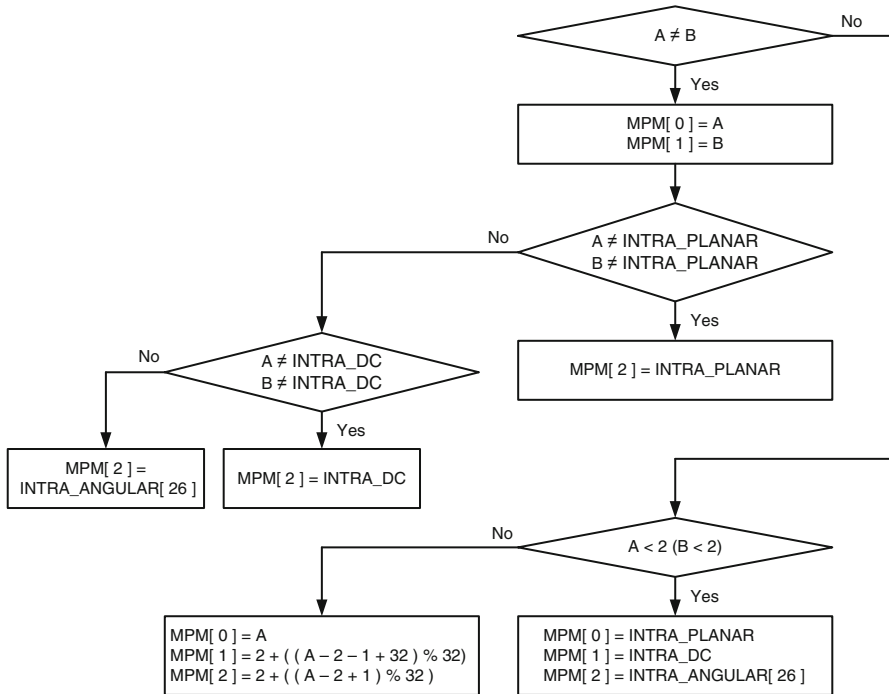 A ≠ B
No
Yes
MPM[ 0 ] = A
MPM[ 1 ] = B
No
A ≠ INTRA_PLANAR
B ≠ INTRA_PLANAR
Yes
No
A ≠ INTRA_DC
B ≠ INTRA_DC
MPM[ 2 ] = INTRA_PLANAR
Yes
MPM[ 2 ] =
INTRA_ANGULAR[ 26 ]
MPM[ 2 ] = INTRA_DC
No
A < 2 (B < 2)
Yes
MPM[ 0 ] = A
MPM[ 1 ] = 2 + ( ( A – 2 – 1 + 32 ) % 32)
MPM[ 2 ] = 2 + ( ( A – 2 + 1 ) % 32 )
MPM[ 0 ] = INTRA_PLANAR
MPM[ 1 ] = INTRA_DC
MPM[ 2 ] = INTRA_ANGULAR[ 26 ]